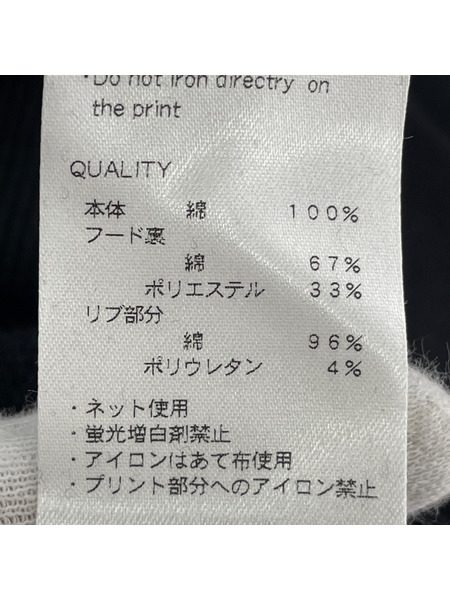 ・Do not iron directry on
the print
QUALITY
本体 綿 100%
フード裏
綿 67%
ポリエステル 33%
リブ部分
綿 96%
ポリウレタン 4%
・ネット使用
・蛍光増白剤禁止
・アイロンはあて布使用
・プリント部分へのアイロン禁止